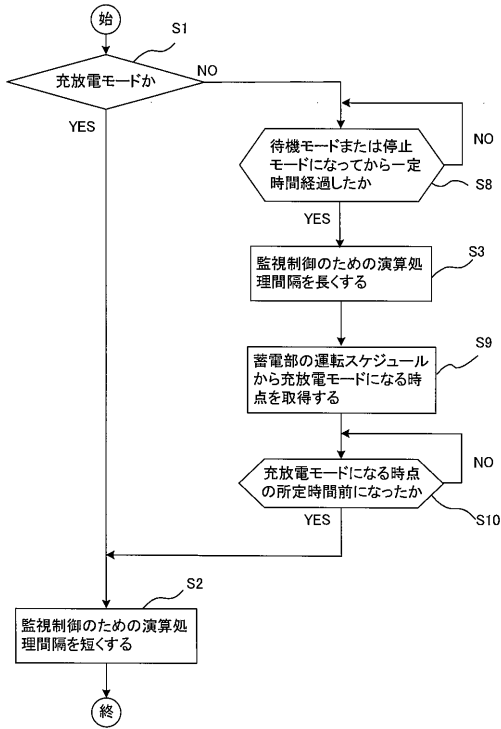 始
S1
充放電モードか
NO
YES
待機モードまたは停止
モードになってから一定
時間経過したか
NO
S8
YES
監視制御のための演算処
理間隔を長くする
S3
蓄電部の運転スケジュール
から充放電モードになる時
点を取得する
S9
充放電モードになる時点
の所定時間前になったか
NO
S10
YES
監視制御のための演算処
理間隔を短くする
S2
終